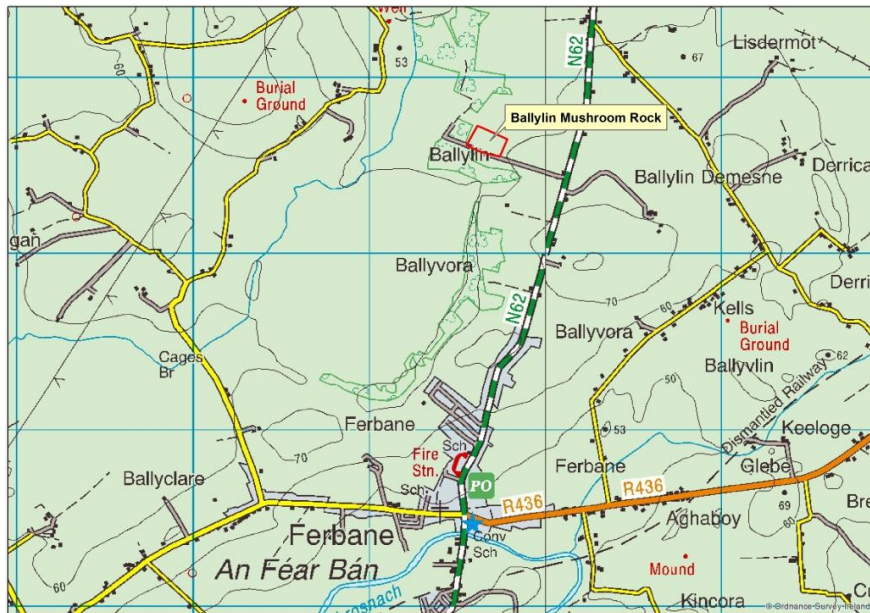 Well
N62
Lisdermot
60
53
67
Burial
Ground
Ballylin Mushroom Rock
Ballylin
Ballylin Demesne
Derrica
gan
Ballyvora
N62
70
60
Derri
Kells
Ballyvora
Burial
Ground
Cages
Br
Ballyvlin
62
50
Dismantled Railway
Ferbane
Keeloge
53
70
Sch
Fire
Stn.
Ferbane
Glebe
Ballyclare
Sch
PO
R436
R436
69
Bre
Ferbane
Conv
Sch
Aghaboy
60
An Féar Bán
Mound
60
Kincora